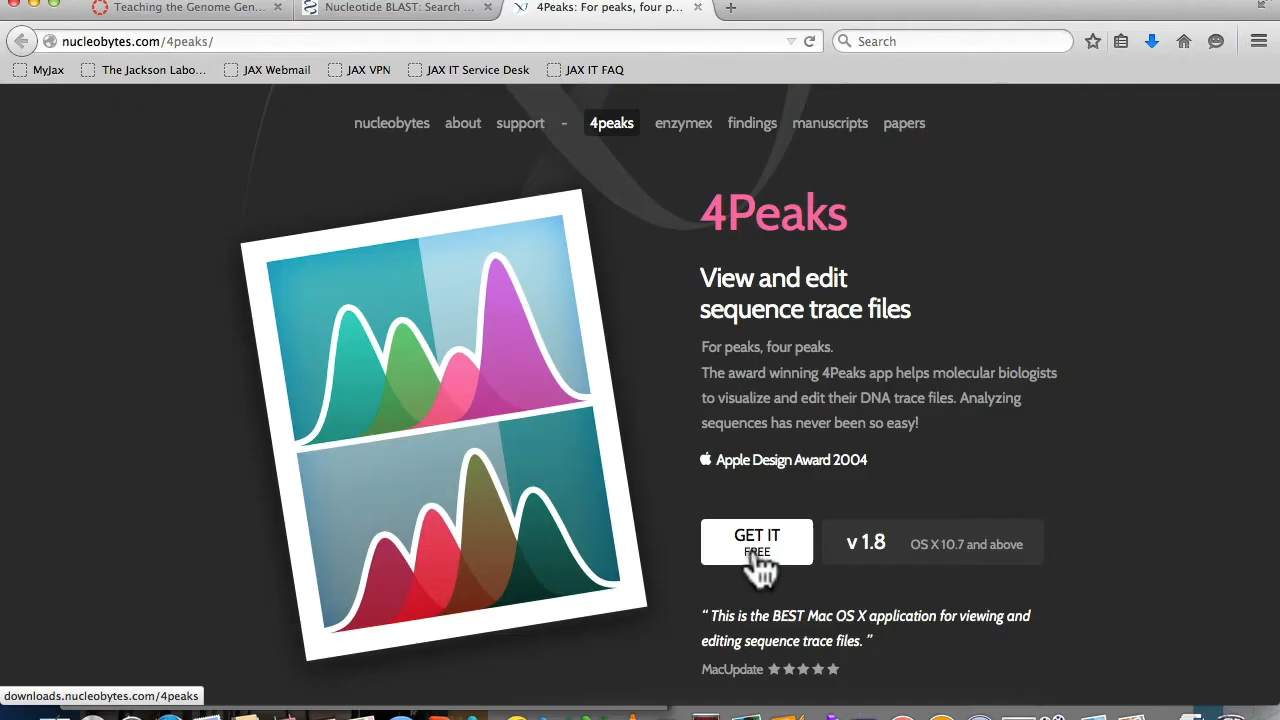 Teaching the Genome Gen...
Nucleotide BLAST: Search ...
4Peaks: For peaks, four p...
nucleobytes.com/4peaks/
Search
MyJax
The Jackson Labo...
JAX Webmail
JAX VPN
JAX IT Service Desk
JAX IT FAQ
nucleobytes about support - 4peaks enzymex findings manuscripts papers
4Peaks
View and edit
sequence trace files
For peaks, four peaks.
The award winning 4Peaks app helps molecular biologists
to visualize and edit their DNA trace files. Analyzing
sequences has never been so easy!
Apple Design Award 2004
GET IT
FREE
v 1.8 OS X 10.7 and above
“ This is the BEST Mac OS X application for viewing and
editing sequence trace files. ”
MacUpdate ★★★★★
downloads.nucleobytes.com/4peaks